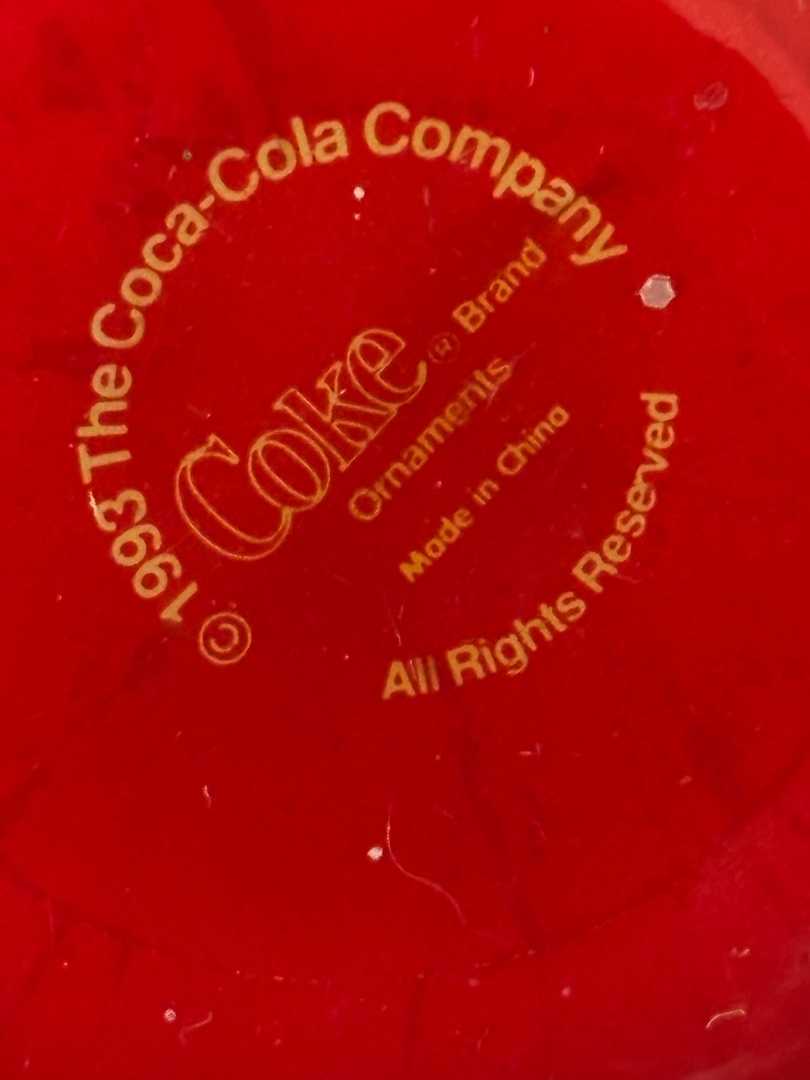 © 1993 The Coca-Cola Company
Coke® Brand
Ornaments
Made in China
All Rights Reserved